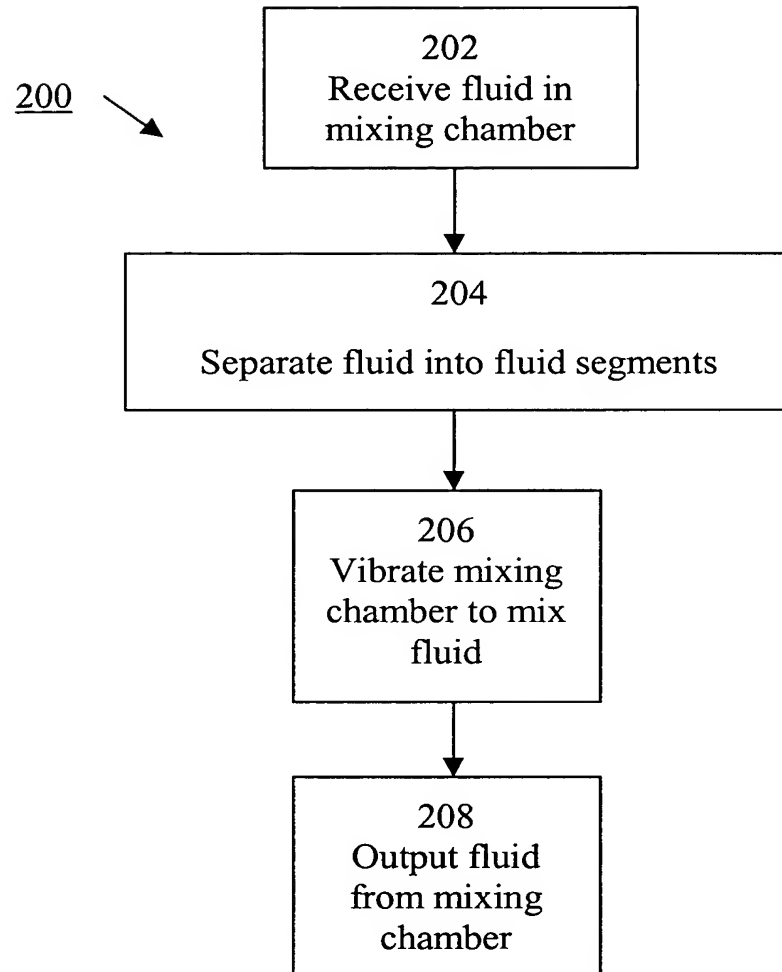 202
Receive fluid in
mixing chamber
200
204
Separate fluid into fluid segments
206
Vibrate mixing
chamber to mix
fluid
208
Output fluid
from mixing
chamber